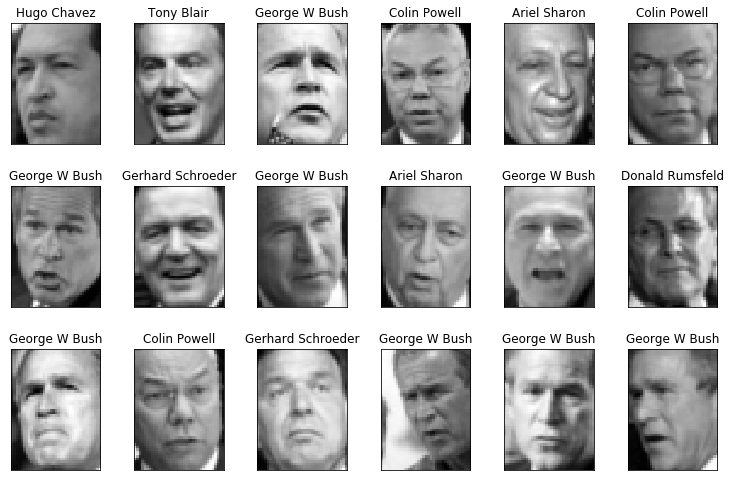 Hugo Chavez Tony Blair George W Bush Colin Powell Ariel Sharon Colin Powell
George W Bush Gerhard Schroeder George W Bush Ariel Sharon George W Bush Donald Rumsfeld
George W Bush Colin Powell Gerhard Schroeder George W Bush George W Bush George W Bush